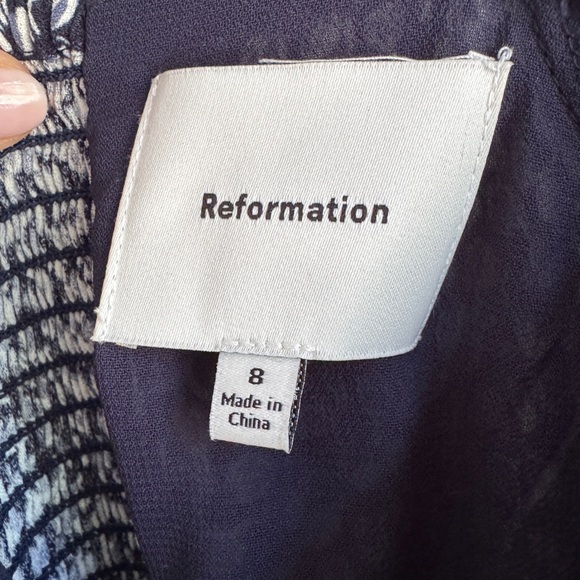 Reformation
8
Made in
China